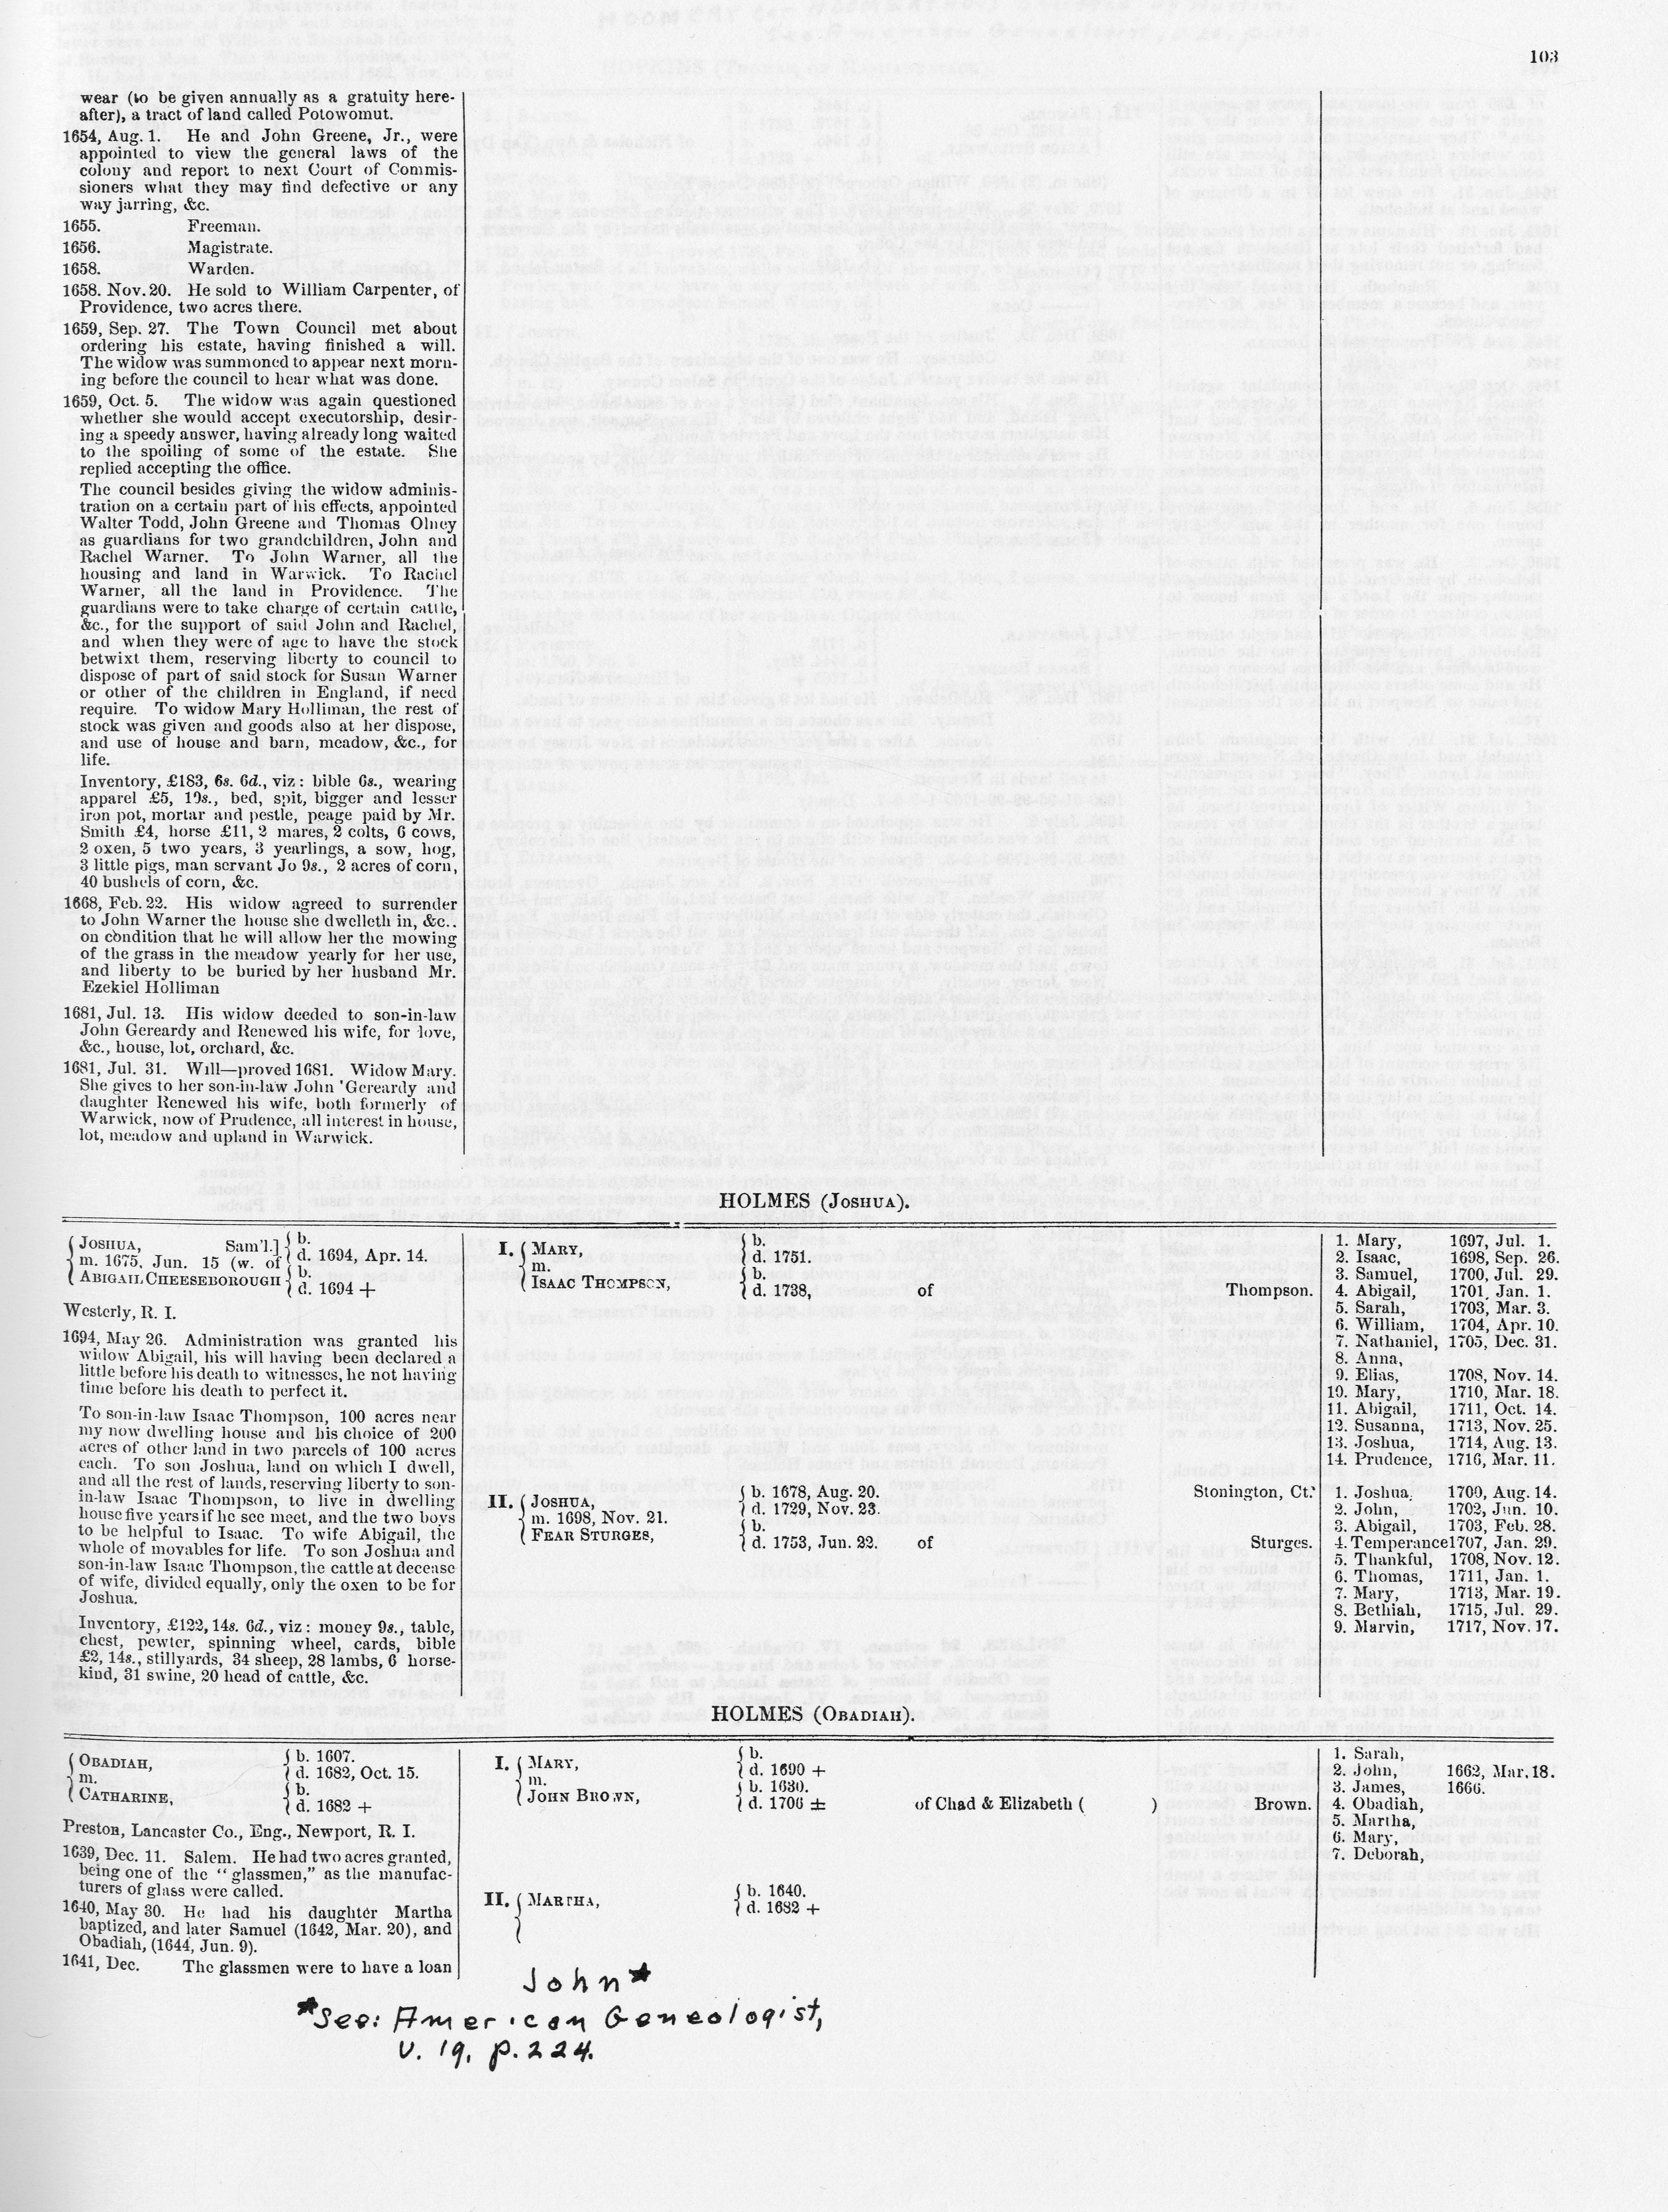 103
wear (to be given annually as a gratuity here-
after), a tract of land called Potowomut.
1654, Aug. 1. He and John Greene, Jr., were
appointed to view the general laws of the
colony and report to next Court of Commis-
sioners what they may find defective or any
way jarring, &c.
1655. Freeman.
1656. Magistrate.
1658. Warden.
1658. Nov. 20. He sold to William Carpenter, of
Providence, two acres there.
1659, Sep. 27. The Town Council met about
ordering his estate, having finished a will.
The widow was summoned to appear next morn-
ing before the council to hear what was done.
1659, Oct. 5. The widow was again questioned
whether she would accept executorship, desir-
ing a speedy answer, having already long waited
to the spoiling of some of the estate. She
replied accepting the office.
The council besides giving the widow adminis-
tration on a certain part of his effects, appointed
Walter Todd, John Greene and Thomas Olney
as guardians for two grandchildren, John and
Rachel Warner. To John Warner, all the
housing and land in Warwick. To Rachel
Warner, all the land in Providence. The
guardians were to take charge of certain cattle,
&c., for the support of said John and Rachel,
and when they were of age to have the stock
betwixt them, reserving liberty to council to
dispose of part of said stock for Susan Warner
or other of the children in England, if need
require. To widow Mary Holliman, the rest of
stock was given and goods also at her dispose,
and use of house and barn, meadow, &c., for
life.
Inventory, £183, 6s. 6d., viz: bible 6s., wearing
apparel £5, 19s., bed, spit, bigger and lesser
iron pot, mortar and pestle, peage paid by Mr.
Smith £4, horse £11, 2 mares, 2 colts, 6 cows,
2 oxen, 5 two years, 3 yearlings, a sow, hog,
3 little pigs, man servant Jo 9s., 2 acres of corn,
40 bushels of corn, &c.
1668, Feb. 22. His widow agreed to surrender
to John Warner the house she dwelleth in, &c..
on condition that he will allow her the mowing
of the grass in the meadow yearly for her use,
and liberty to be buried by her husband Mr.
Ezekiel Holliman
1681, Jul. 13. His widow deeded to son-in-law
John Gereardy and Renewed his wife, for love,
&c., house, lot, orchard, &c.
1681, Jul. 31. Will—proved 1681. Widow Mary.
She gives to her son-in-law John Gereardy and
daughter Renewed his wife, both formerly of
Warwick, now of Prudence, all interest in house,
lot, meadow and upland in Warwick.
HOLMES (JOSHUA).
JOSHUA, Sam'l.] b.
m. 1675, Jun. 15 (w. of d. 1694, Apr. 14.
ABIGAIL CHEESEBOROUGH b.
d. 1694 +
Westerly, R. I.
1694, May 26. Administration was granted his
widow Abigail, his will having been declared a
little before his death to witnesses, he not having
time before his death to perfect it.
To son-in-law Isaac Thompson, 100 acres near
my now dwelling house and his choice of 200
acres of other land in two parcels of 100 acres
each. To son Joshua, land on which I dwell,
and all the rest of lands, reserving liberty to son-
in-law Isaac Thompson, to live in dwelling
house five years if he see meet, and the two boys
to be helpful to Isaac. To wife Abigail, the
whole of movables for life. To son Joshua and
son-in-law Isaac Thompson, the cattle at decease
of wife, divided equally, only the oxen to be for
Joshua.
Inventory, £122, 14s. 6d., viz: money 9s., table,
chest, pewter, spinning wheel, cards, bible
£2, 14s., stillyards, 34 sheep, 28 lambs, 6 horse-
kind, 31 swine, 20 head of cattle, &c.
I. MARY, b.
m. d. 1751.
ISAAC THOMPSON, b.
d. 1738, of Thompson.
1. Mary, 1697, Jul. 1.
2. Isaac, 1698, Sep. 26.
3. Samuel, 1700, Jul. 29.
4. Abigail, 1701, Jan. 1.
5. Sarah, 1703, Mar. 3.
6. William, 1704, Apr. 10.
7. Nathaniel, 1705, Dec. 31.
8. Anna,
9. Elias, 1708, Nov. 14.
10. Mary, 1710, Mar. 18.
11. Abigail, 1711, Oct. 14.
12. Susanna, 1713, Nov. 25.
13. Joshua, 1714, Aug. 13.
14. Prudence, 1716, Mar. 11.
II. JOSHUA, b. 1678, Aug. 20. Stonington, Ct.
m. 1698, Nov. 21. d. 1729, Nov. 23.
FEAR STURGES, b.
d. 1753, Jun. 22. of Sturges.
1. Joshua, 1700, Aug. 14.
2. John, 1702, Jun. 10.
3. Abigail, 1703, Feb. 28.
4. Temperance 1707, Jan. 29.
5. Thankful, 1708, Nov. 12.
6. Thomas, 1711, Jan. 1.
7. Mary, 1713, Mar. 19.
8. Bethiah, 1715, Jul. 29.
9. Marvin, 1717, Nov. 17.
HOLMES (OBADIAH).
OBADIAH, b. 1607.
m. d. 1682, Oct. 15.
CATHARINE, b.
d. 1682 +
Preston, Lancaster Co., Eng., Newport, R. I.
1639, Dec. 11. Salem. He had two acres granted,
being one of the "glassmen," as the manufac-
turers of glass were called.
1640, May 30. He had his daughter Martha
baptized, and later Samuel (1642, Mar. 20), and
Obadiah, (1644, Jun. 9).
1641, Dec. The glassmen were to have a loan
I. MARY, b.
m. d. 1690 +
JOHN BROWN, b. 1630.
d. 1706 ± of Chad & Elizabeth ( ) Brown.
1. Sarah,
2. John, 1662, Mar. 18.
3. James, 1666.
4. Obadiah,
5. Martha,
6. Mary,
7. Deborah,
II. MARTHA, b. 1640.
d. 1682 +
John*
*See: American Geneologist,
v. 19, p. 224.